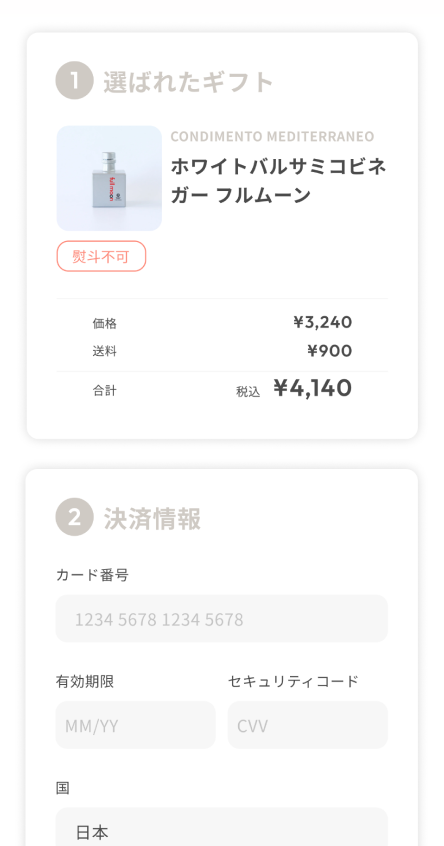 1 選ばれたギフト
CONDIMENTO MEDITERRANEO
ホワイトバルサミコビネ
ガー フルムーン
full moon
熨斗不可
価格 ¥3,240
送料 ¥900
合計 税込 ¥4,140
2 決済情報
カード番号
1234 5678 1234 5678
有効期限 セキュリティコード
MM/YY CVV
国
日本